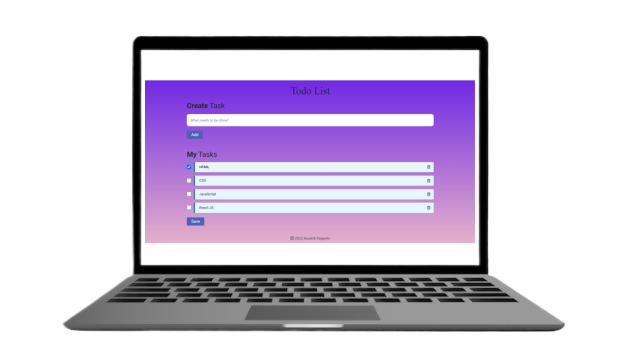 Todo List
Create Task
What needs to be done?
Add
My Tasks
HTML
CSS
JavaScript
React JS
Save
2022